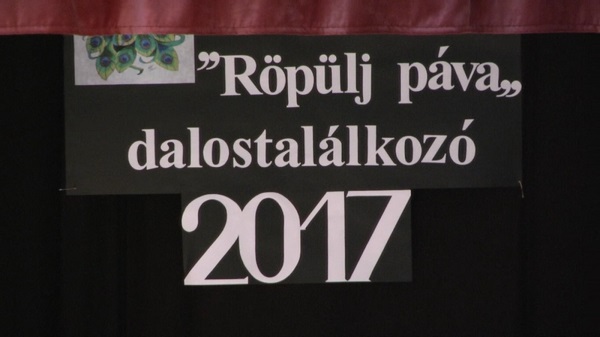 ”Röpülj páva„
dalostalálkozó
2017